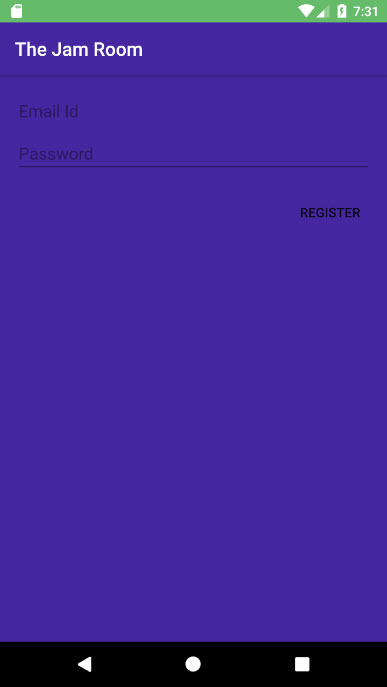 7:31
The Jam Room
Email Id
Password
REGISTER